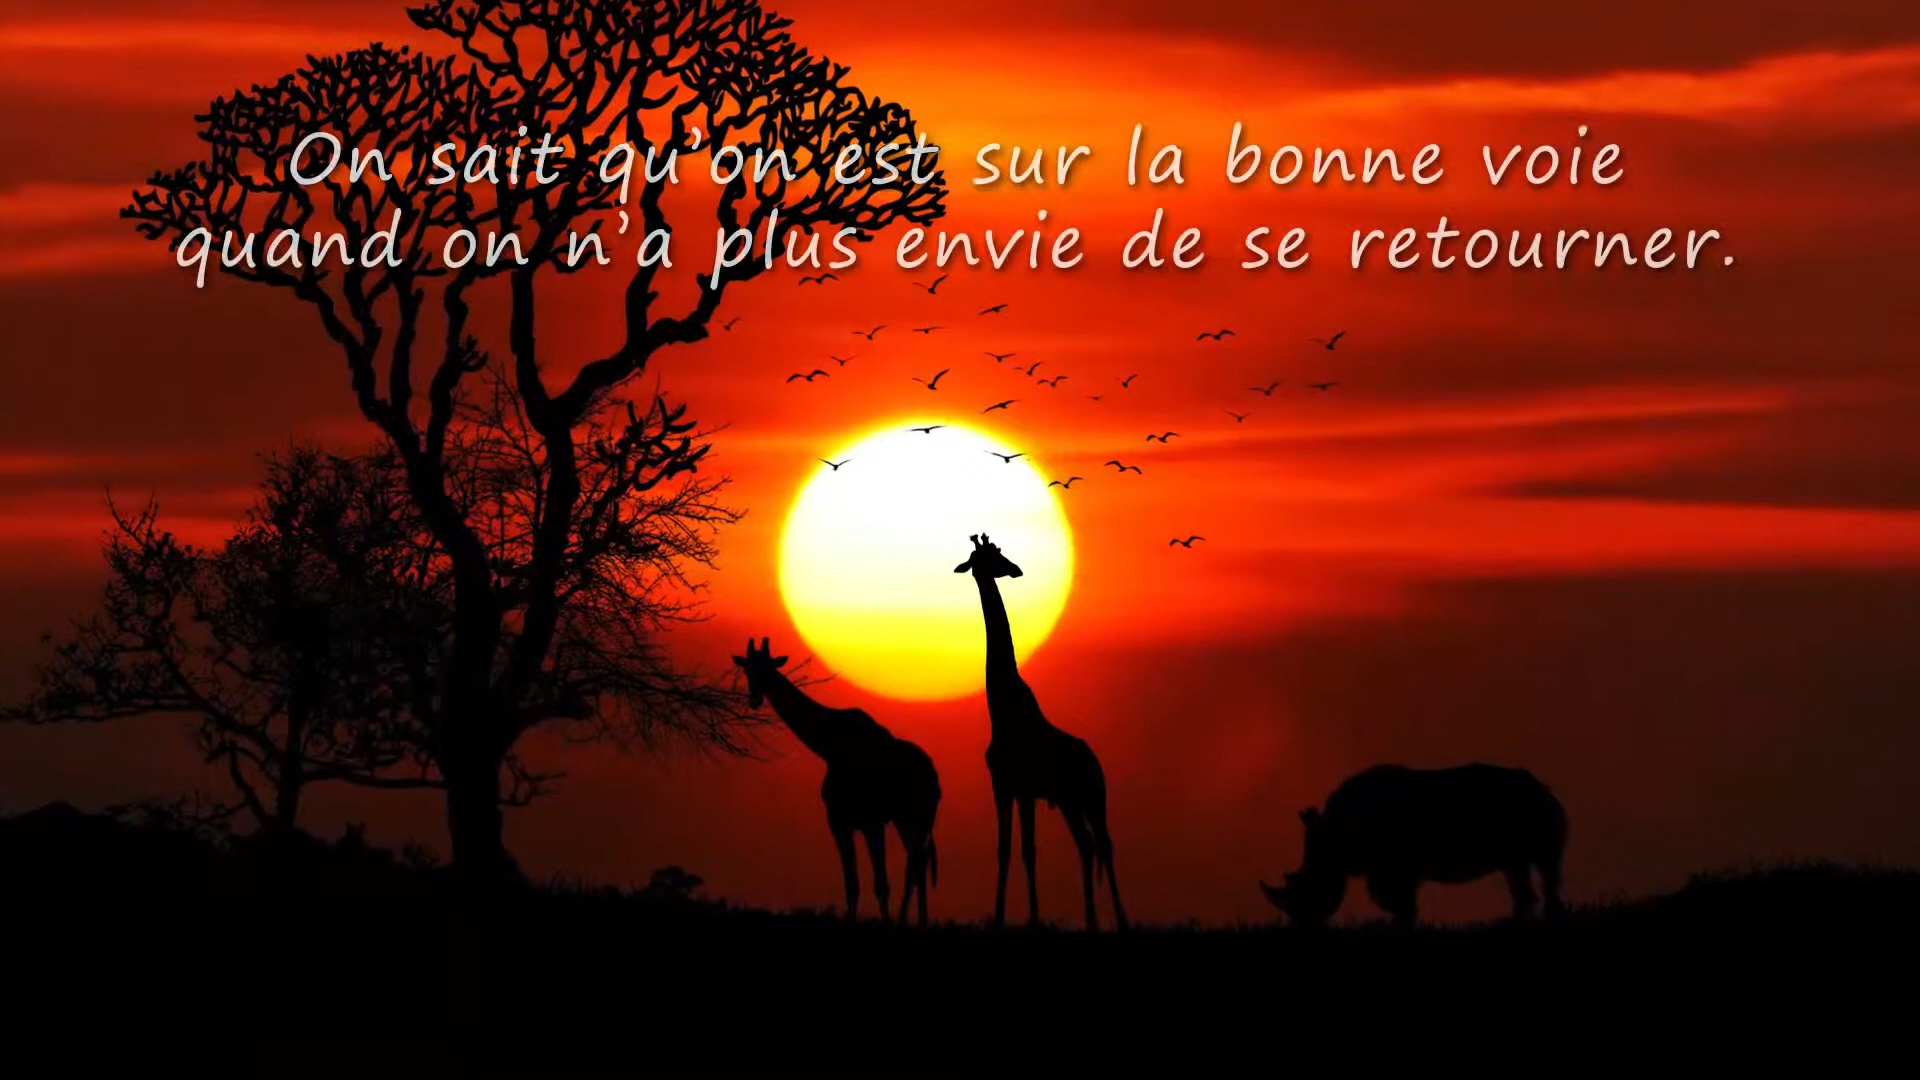 On sait qu’on est sur la bonne voie
quand on n’a plus envie de se retourner.